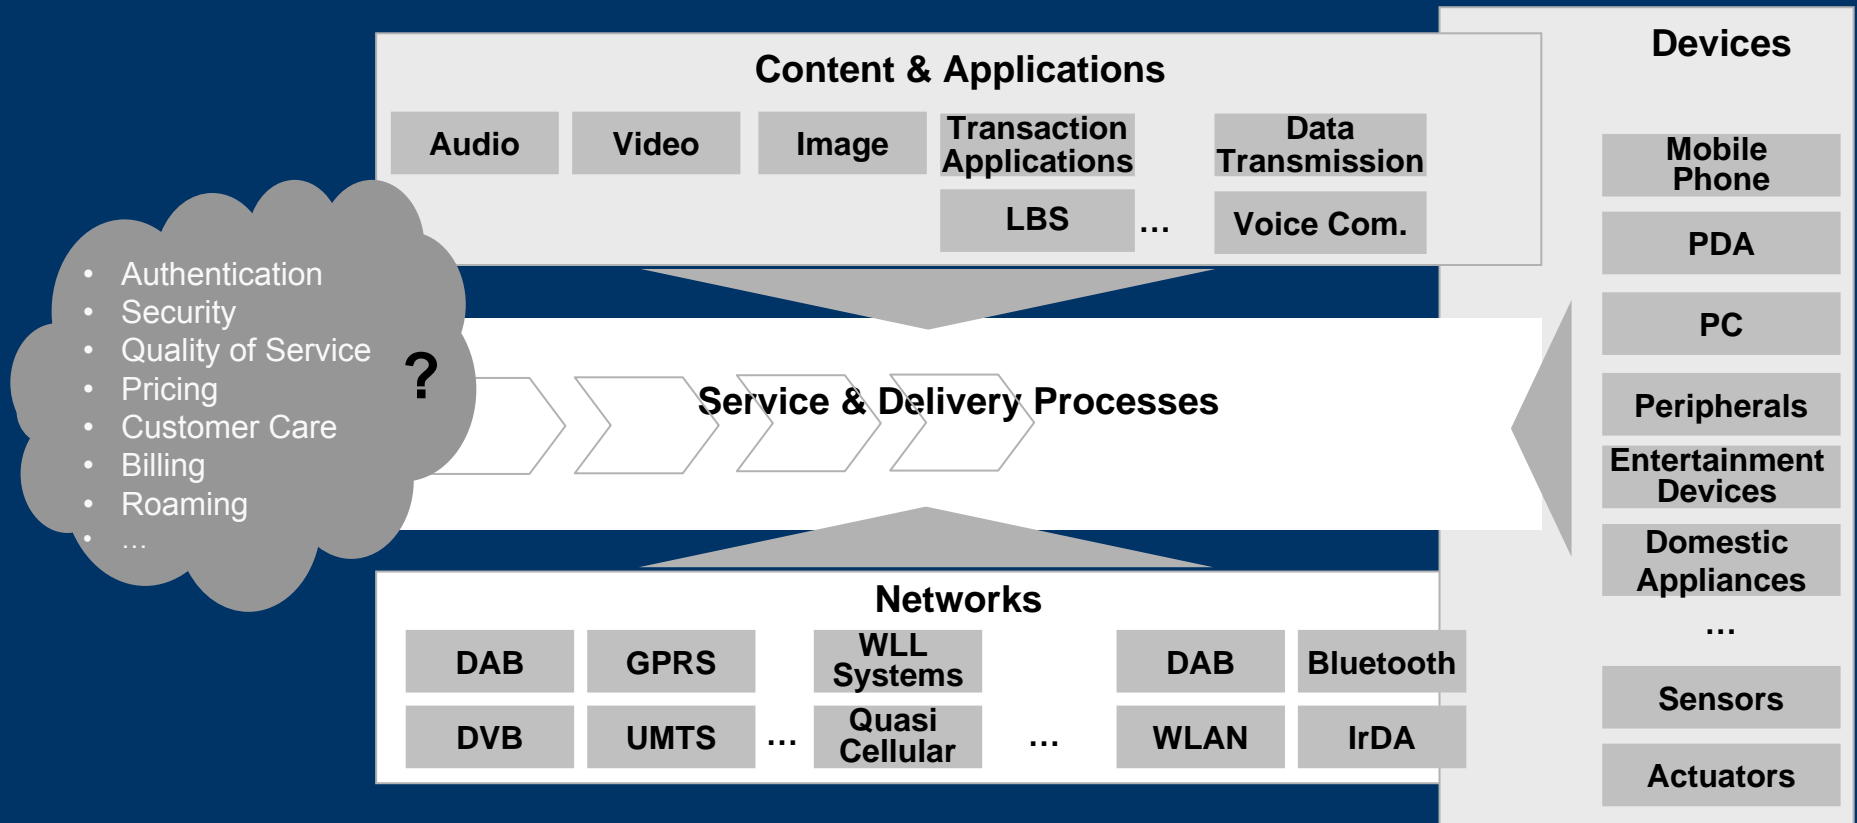 Content & Applications
Audio
Video
Image
Transaction
Applications
Data
Transmission
LBS
…
Voice Com.
Devices
Mobile
Phone
PDA
PC
Peripherals
Entertainment
Devices
Domestic
Appliances
…
Sensors
Actuators
• Authentication
• Security
• Quality of Service
• Pricing
• Customer Care
• Billing
• Roaming
• …
?
Service & Delivery Processes
Networks
DAB
GPRS
WLL
Systems
DAB
Bluetooth
DVB
UMTS
…
Quasi
Cellular
…
WLAN
IrDA